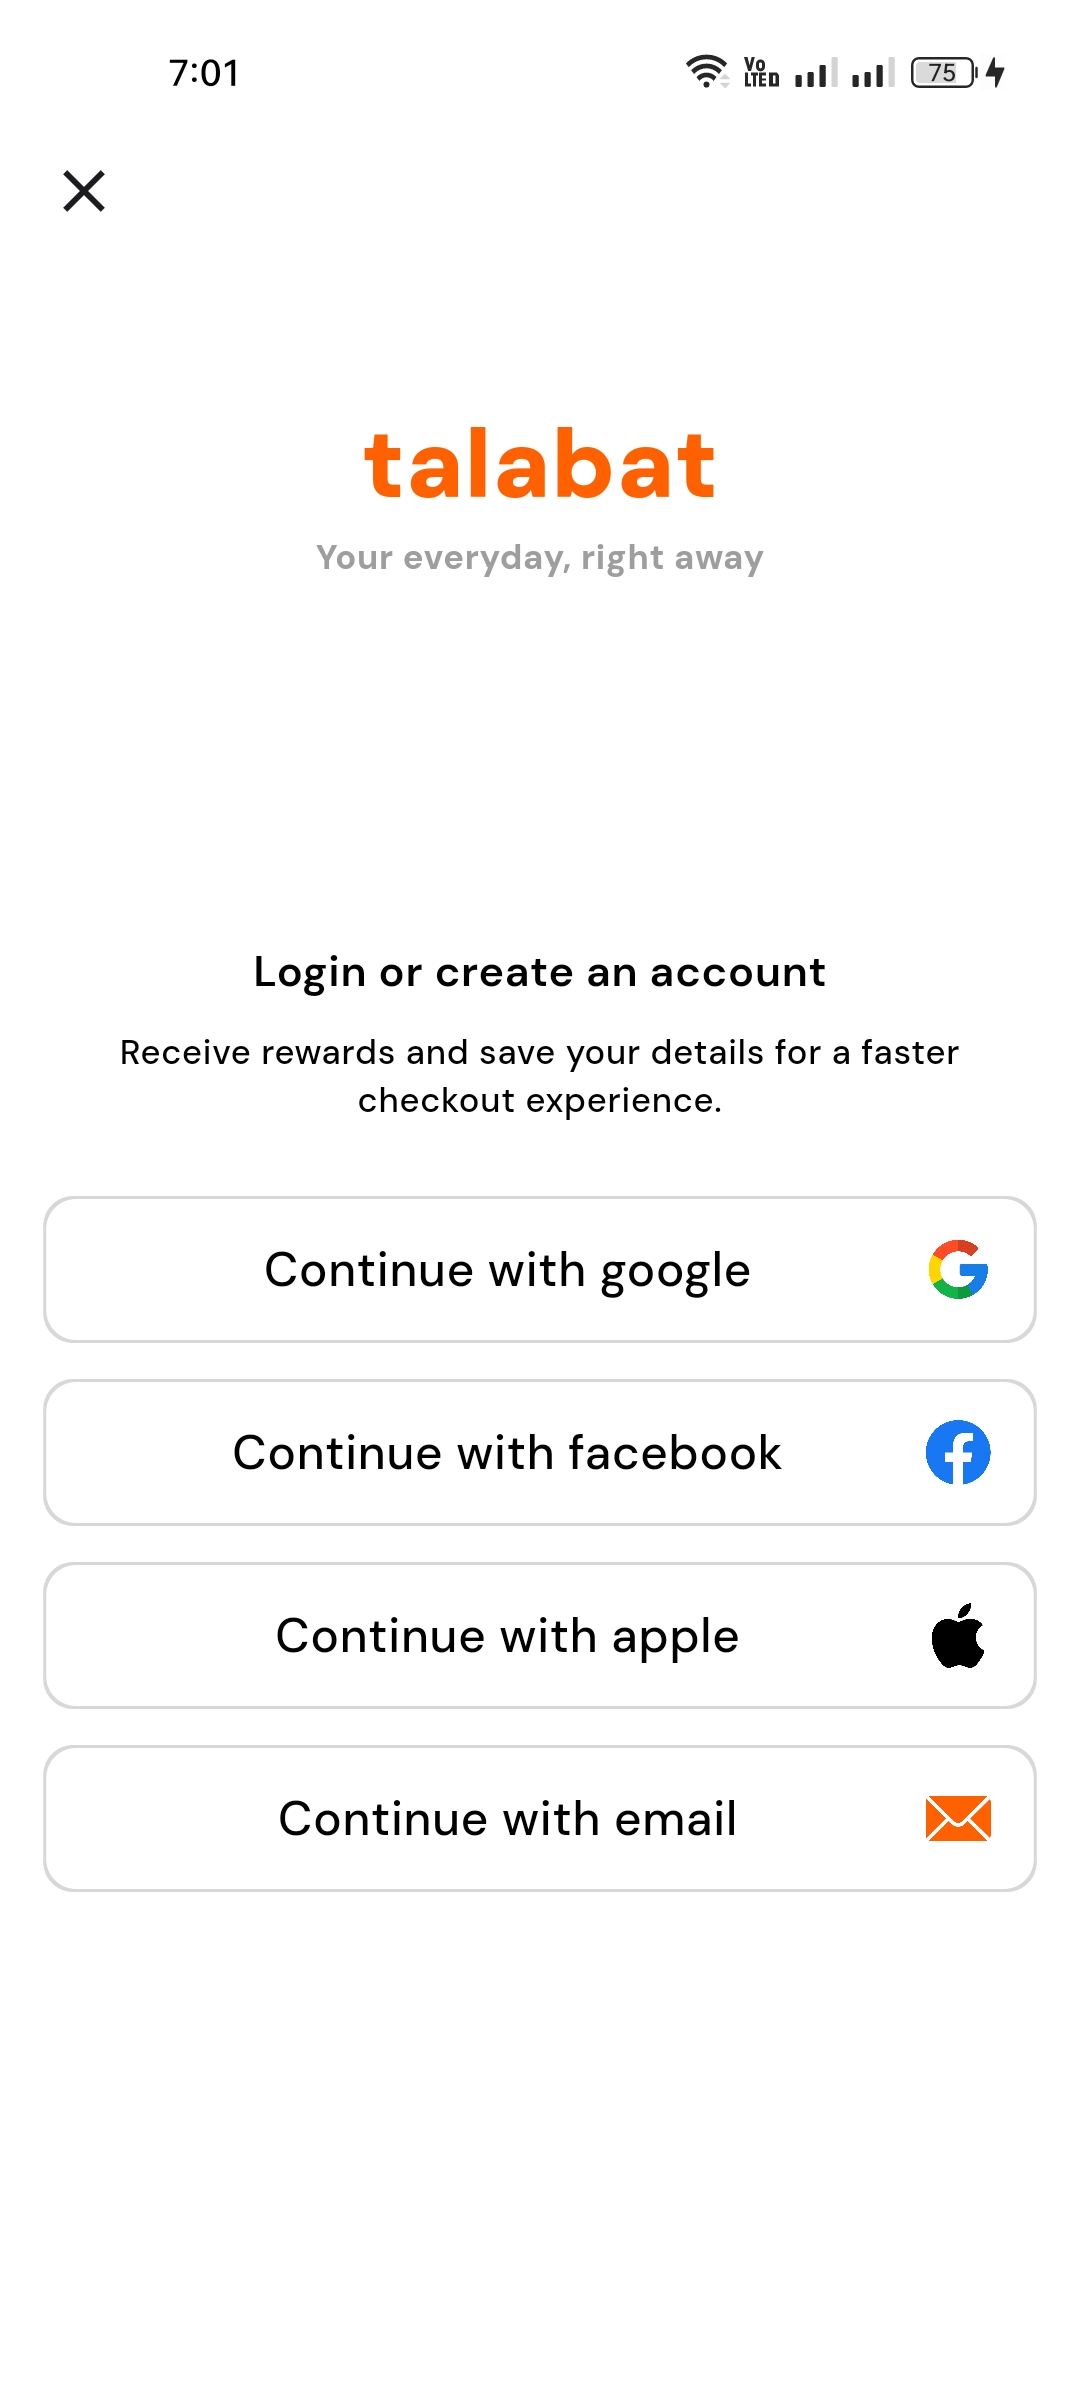 7:01
Vo
LTED
75
talabat
Your everyday, right away
Login or create an account
Receive rewards and save your details for a faster
checkout experience.
Continue with google
Continue with facebook
Continue with apple
Continue with email